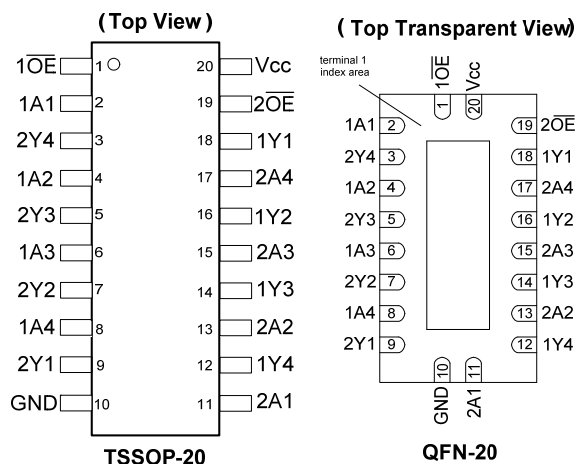 (Top View)
1O̅E̅ 1 20 Vcc
1A1 2 19 2O̅E̅
2Y4 3 18 1Y1
1A2 4 17 2A4
2Y3 5 16 1Y2
1A3 6 15 2A3
2Y2 7 14 1Y3
1A4 8 13 2A2
2Y1 9 12 1Y4
GND 10 11 2A1
TSSOP-20
(Top Transparent View)
terminal 1
index area
1O̅E̅ Vcc
1 20
1A1 2 19 2O̅E̅
2Y4 3 18 1Y1
1A2 4 17 2A4
2Y3 5 16 1Y2
1A3 6 15 2A3
2Y2 7 14 1Y3
1A4 8 13 2A2
2Y1 9 12 1Y4
10 11
GND 2A1
QFN-20